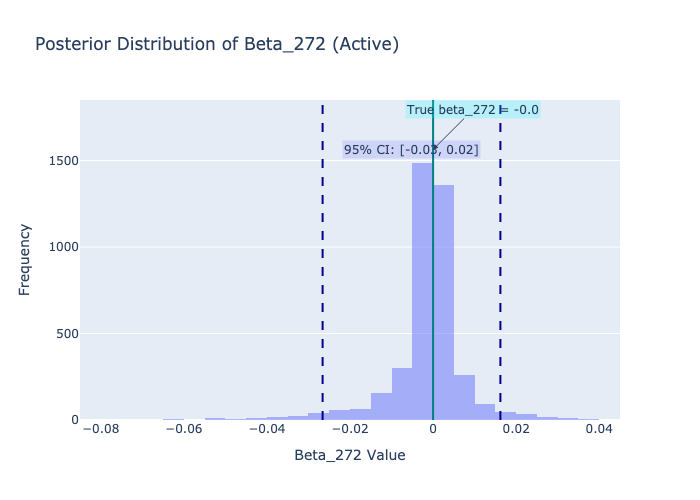 Posterior Distribution of Beta_272 (Active)
True beta_272 = -0.0
95% CI: [-0.03, 0.02]
1500
1000
500
0
Frequency
−0.08
−0.06
−0.04
−0.02
0
0.02
0.04
Beta_272 Value